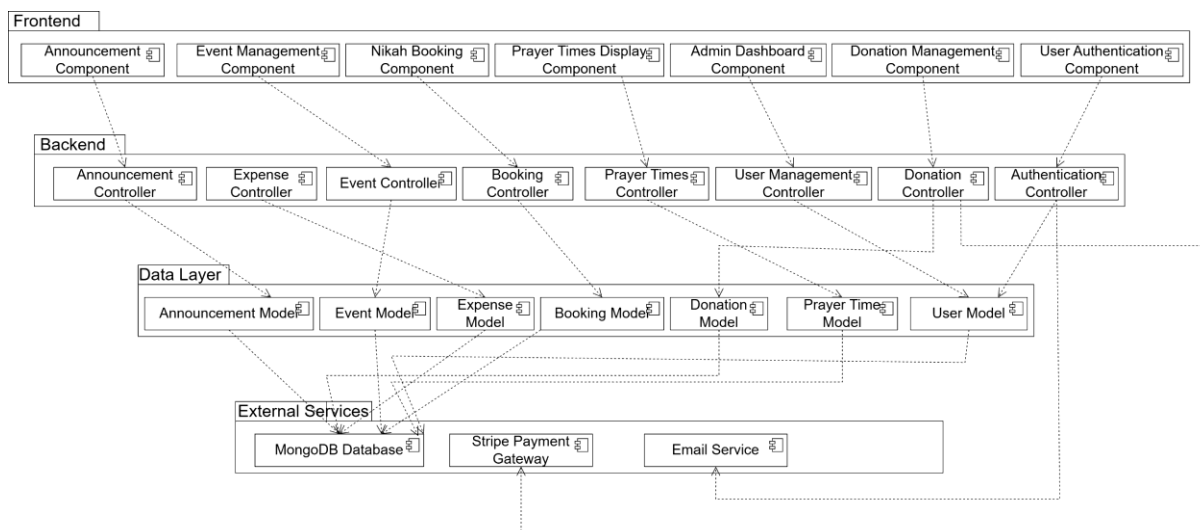 Frontend
Announcement
Component
Event Management
Component
Nikah Booking
Component
Prayer Times Display
Component
Admin Dashboard
Component
Donation Management
Component
User Authentication
Component
Backend
Announcement
Controller
Expense
Controller
Event Controller
Booking
Controller
Prayer Times
Controller
User Management
Controller
Donation
Controller
Authentication
Controller
Data Layer
Announcement Model
Event Model
Expense
Model
Booking Model
Donation
Model
Prayer Time
Model
User Model
External Services
MongoDB Database
Stripe Payment
Gateway
Email Service